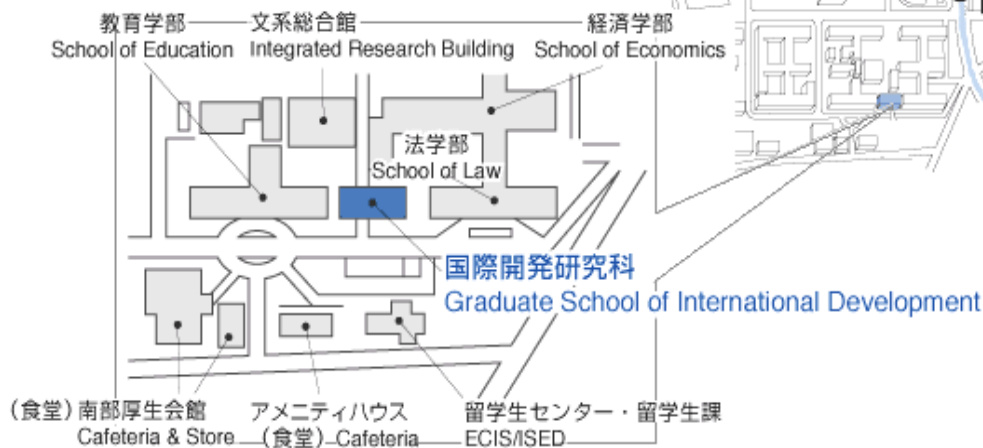 教育学部
School of Education
文系総合館
Integrated Research Building
経済学部
School of Economics
法学部
School of Law
国際開発研究科
Graduate School of International Development
(食堂) 南部厚生会館
Cafeteria & Store
アメニティハウス
(食堂) Cafeteria
留学生センター・留学生課
ECIS/ISED